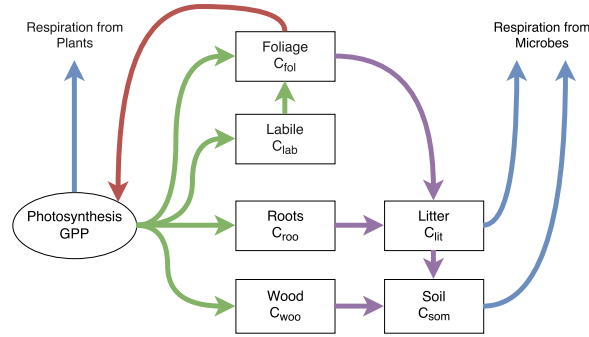 Respiration from
Plants
Respiration from
Microbes
Foliage
Cfol
Labile
Clab
Photosynthesis
GPP
Roots
Croo
Litter
Clit
Wood
Cwoo
Soil
Csom